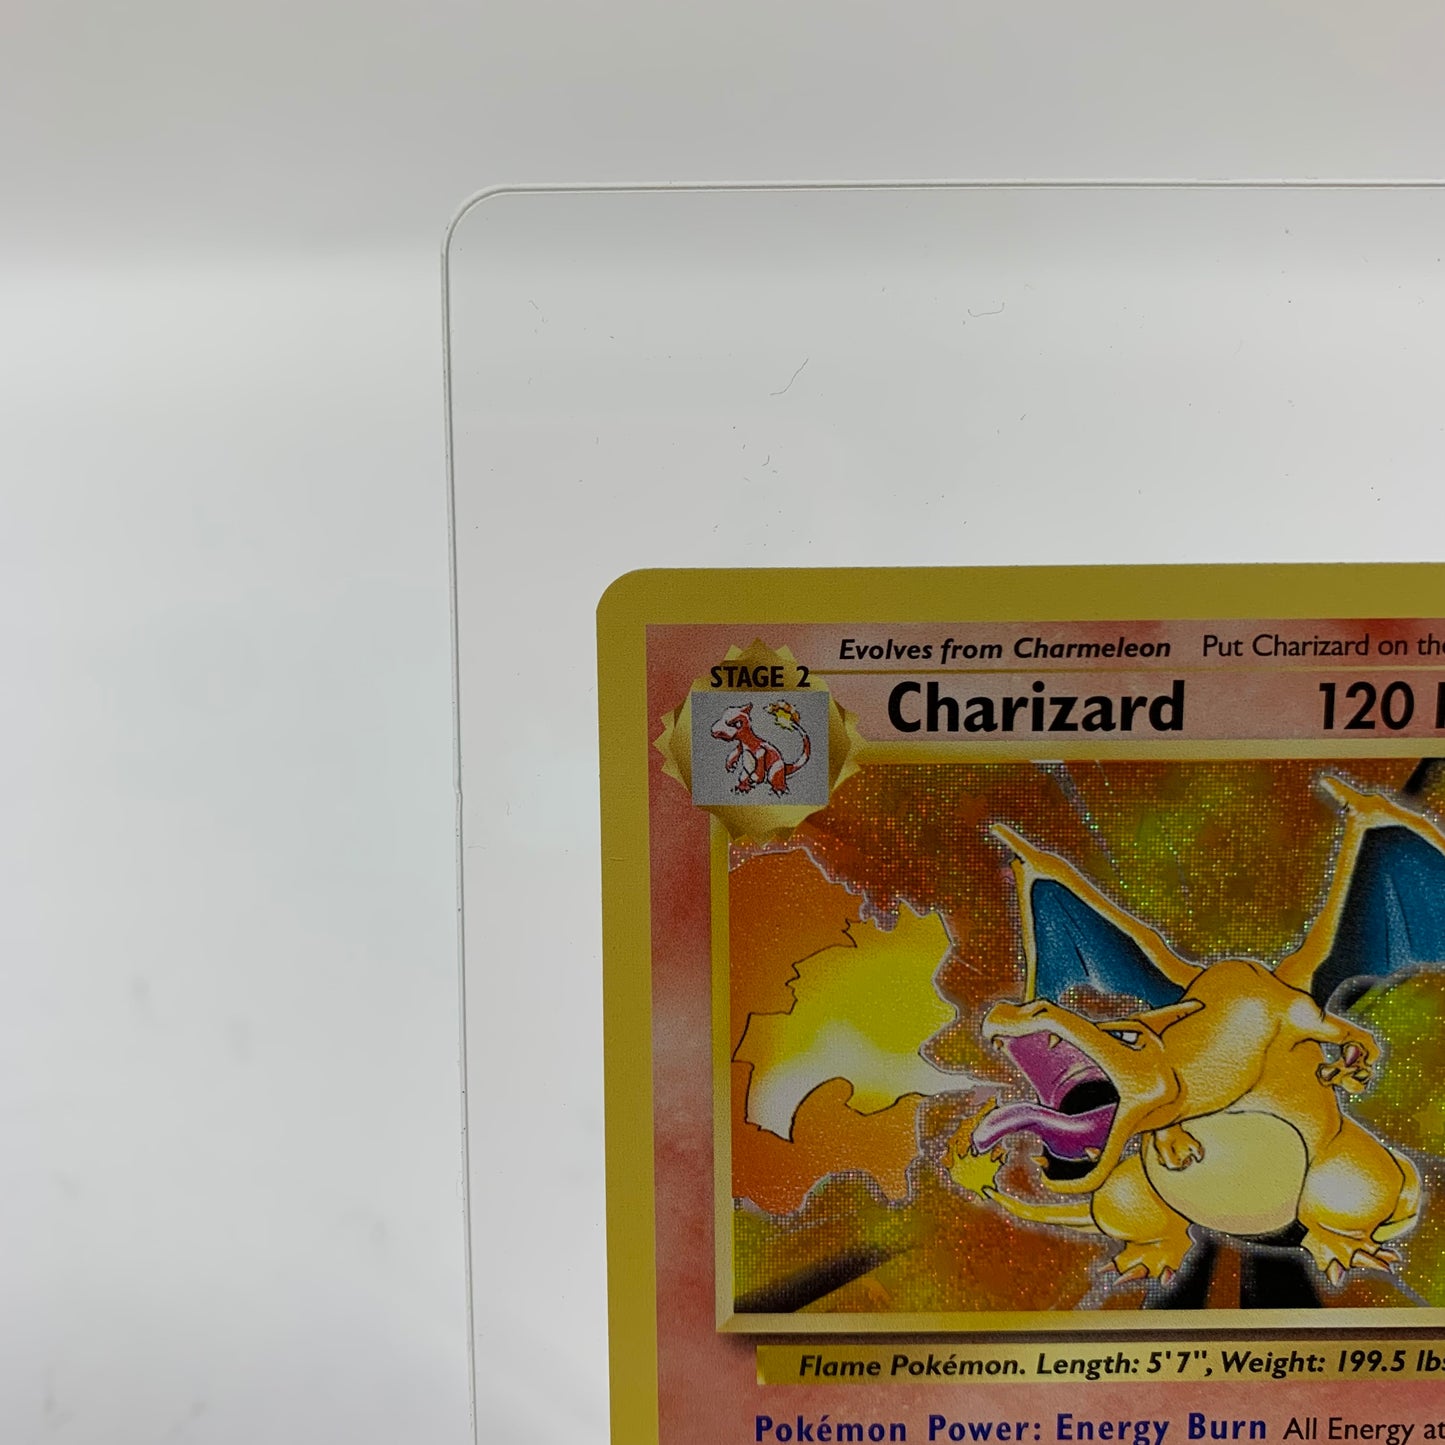 Evolves from Charmeleon Put Charizard on the
STAGE 2
Charizard 120
Flame Pokémon. Length: 5'7", Weight: 199.5 lbs
Pokémon Power: Energy Burn All Energy at